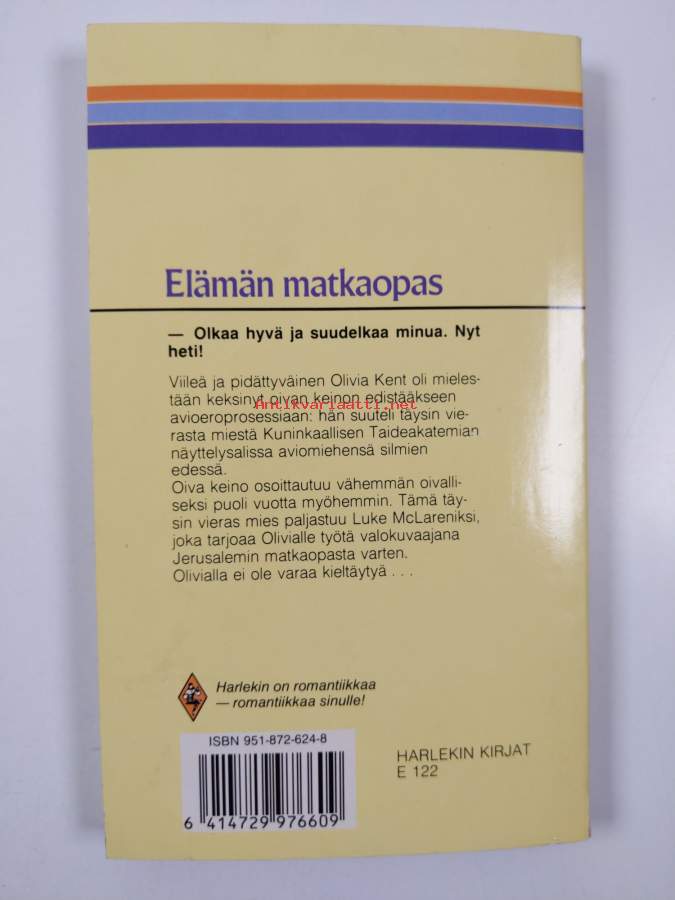 Elämän matkaopas
— Olkaa hyvä ja suudelkaa minua. Nyt
heti!
Viileä ja pidättyväinen Olivia Kent oli mieles-
tään keksinyt oivan keinon edistääkseen
Antikvariaatti.net
avioeroprosessiaan: hän suuteli täysin vie-
rasta miestä Kuninkaallisen Taideakatemian
näyttelysalissa aviomiehensä silmien
edessä.
Oiva keino osoittautuu vähemmän oivalli-
seksi puoli vuotta myöhemmin. Tämä täy-
sin vieras mies paljastuu Luke McLareniksi,
joka tarjoaa Olivialle työtä valokuvaajana
Jerusalemin matkaopasta varten.
Olivialla ei ole varaa kieltäytyä . . .
Harlekin on romantiikkaa
— romantiikkaa sinulle!
ISBN 951-872-624-8
6 414729 976609
HARLEKIN KIRJAT
E 122